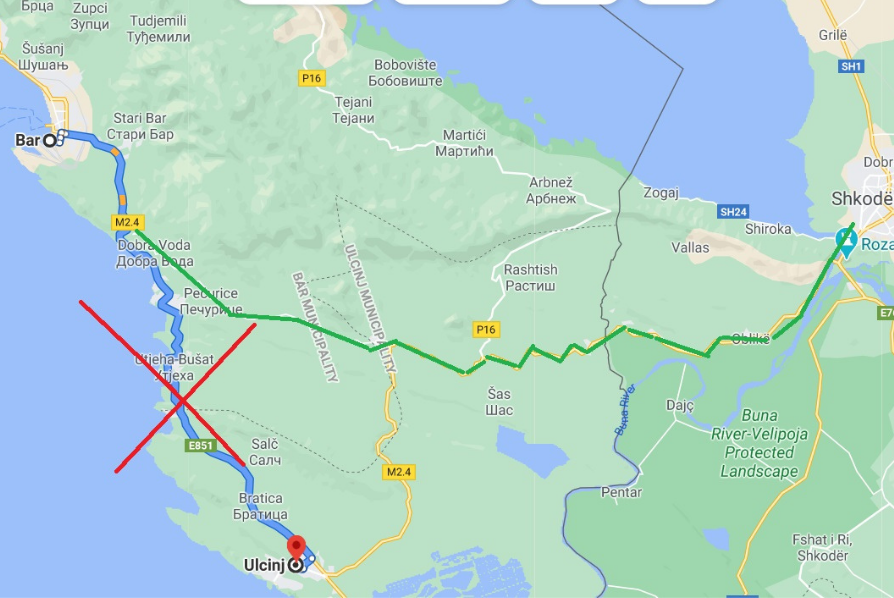 Брца
Zupci
Зупци
Tudjemili
Туђемили
Šušanj
Шушањ
Grilë
SH1
Bobovište
Бобовиште
P16
Tejani
Тејани
Stari Bar
Стари Бар
Bar
Martići
Мартићи
Dobr
Arbnež
Арбнеж
Zogaj
Shkodë
SH24
M2.4
Shiroka
Dobra Voda
Добра Вода
Vallas
Roza
Rashtish
Растиш
Pecurice
Печурице
BAR MUNICIPALITY
ULCINJ MUNICIPALITY
P16
E76
Oblikë
Utjeha-Bušat
Утјеха
Šas
Шас
Buna River
Dajç
Buna
River-Velipoja
Protected
Landscape
E851
Salč
Салч
M2.4
Bratica
Братица
Pentar
Fshat i Ri,
Shkodër
Ulcinj